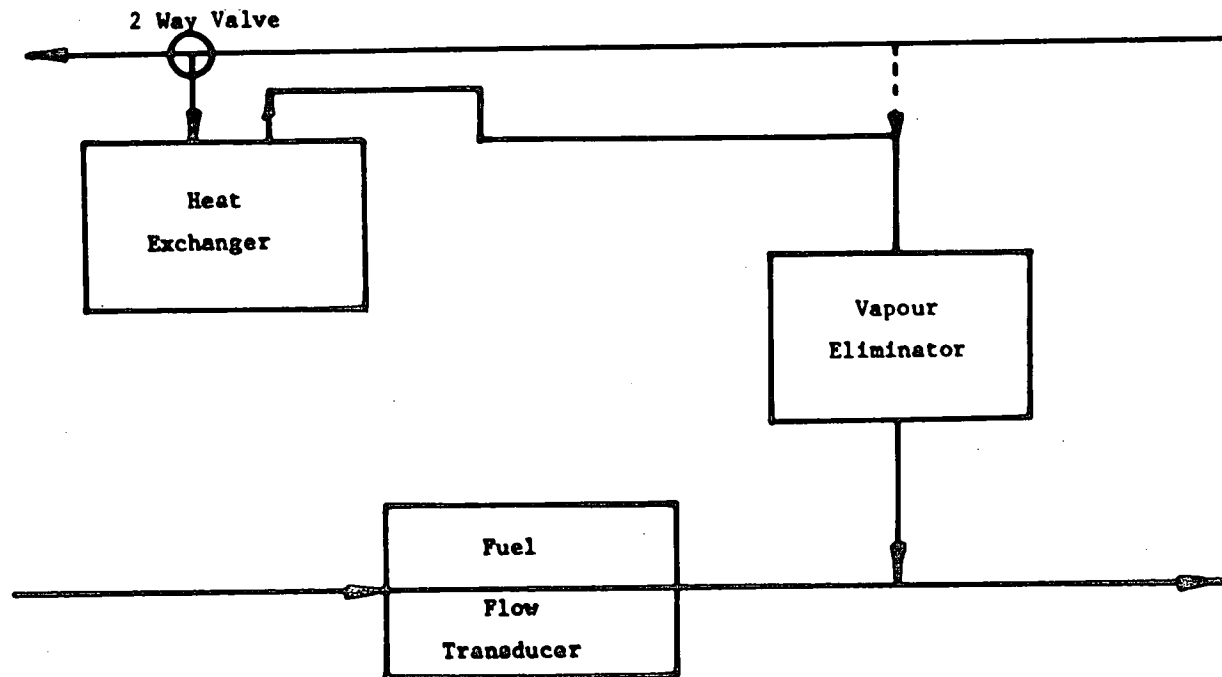 2 Way Valve
Heat
Exchanger
Vapour
Eliminator
Fuel
Flow
Transducer